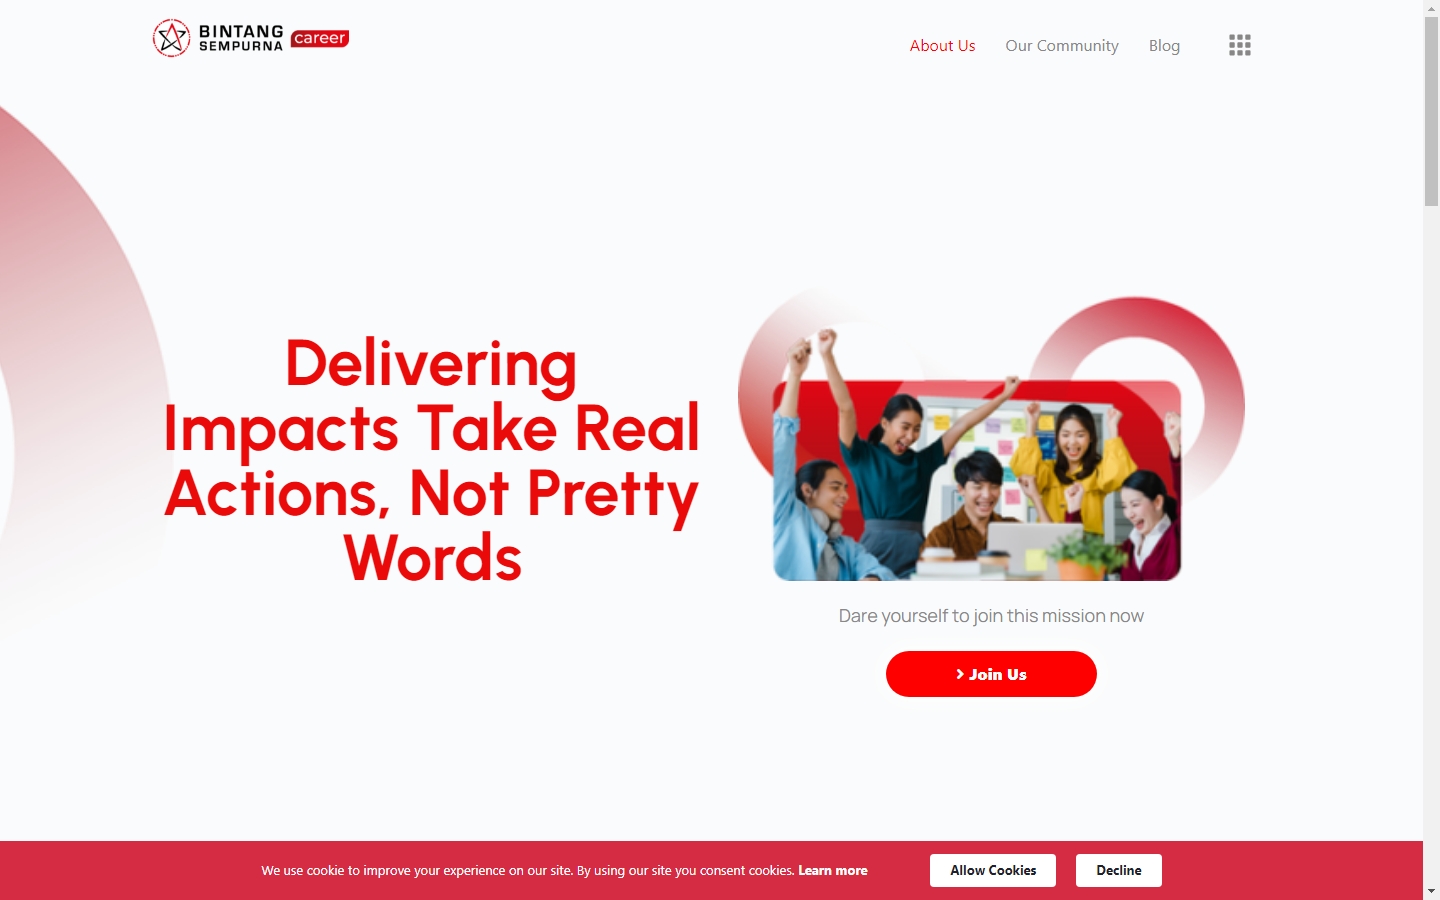 BINTANG
SEMPURNA
career
About Us
Our Community
Blog
Delivering
Impacts Take Real
Actions, Not Pretty
Words
Dare yourself to join this mission now
Join Us
We use cookie to improve your experience on our site. By using our site you consent cookies. Learn more
Allow Cookies
Decline